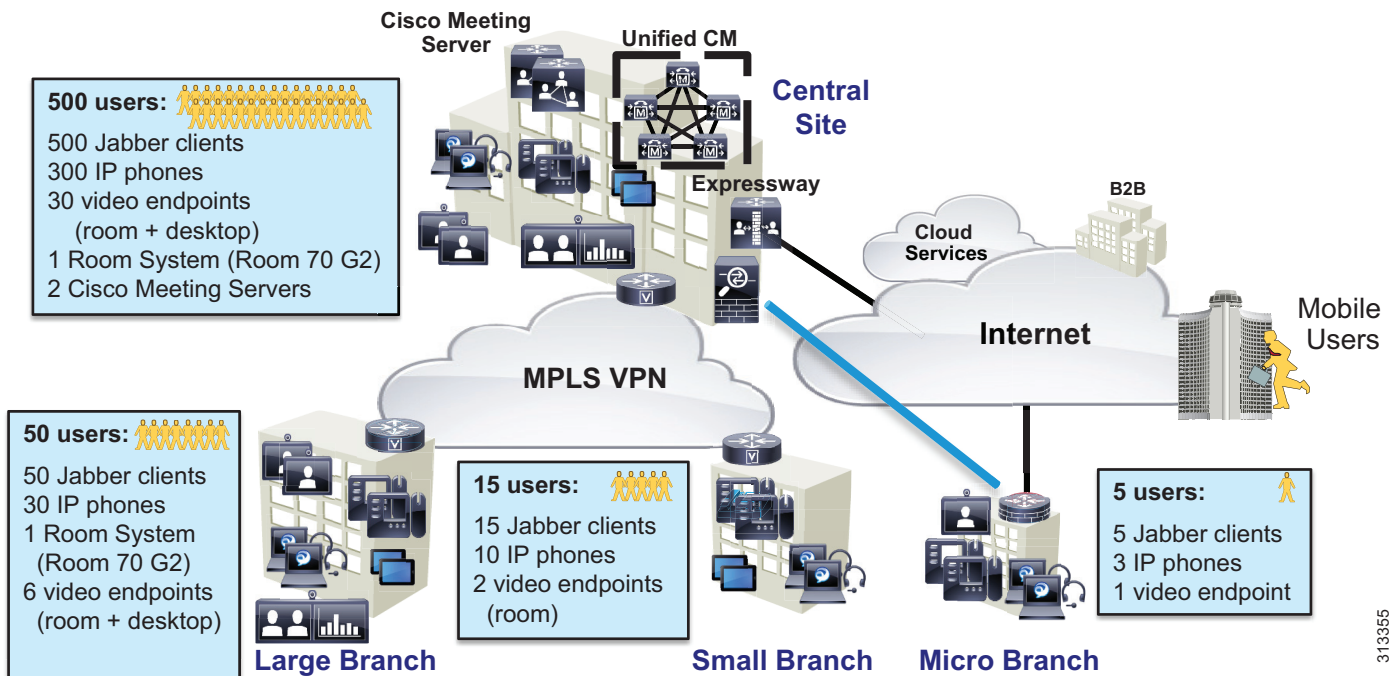 Cisco Meeting
Server
Unified CM
Central
Site
500 users:
500 Jabber clients
300 IP phones
30 video endpoints
(room + desktop)
1 Room System (Room 70 G2)
2 Cisco Meeting Servers
M
M
M
M
M
Expressway
B2B
Cloud
Services
Internet
Mobile
Users
V
MPLS VPN
50 users:
50 Jabber clients
30 IP phones
1 Room System
(Room 70 G2)
6 video endpoints
(room + desktop)
V
15 users:
15 Jabber clients
10 IP phones
2 video endpoints
(room)
V
5 users:
5 Jabber clients
3 IP phones
1 video endpoint
Large Branch
Small Branch
Micro Branch
313355